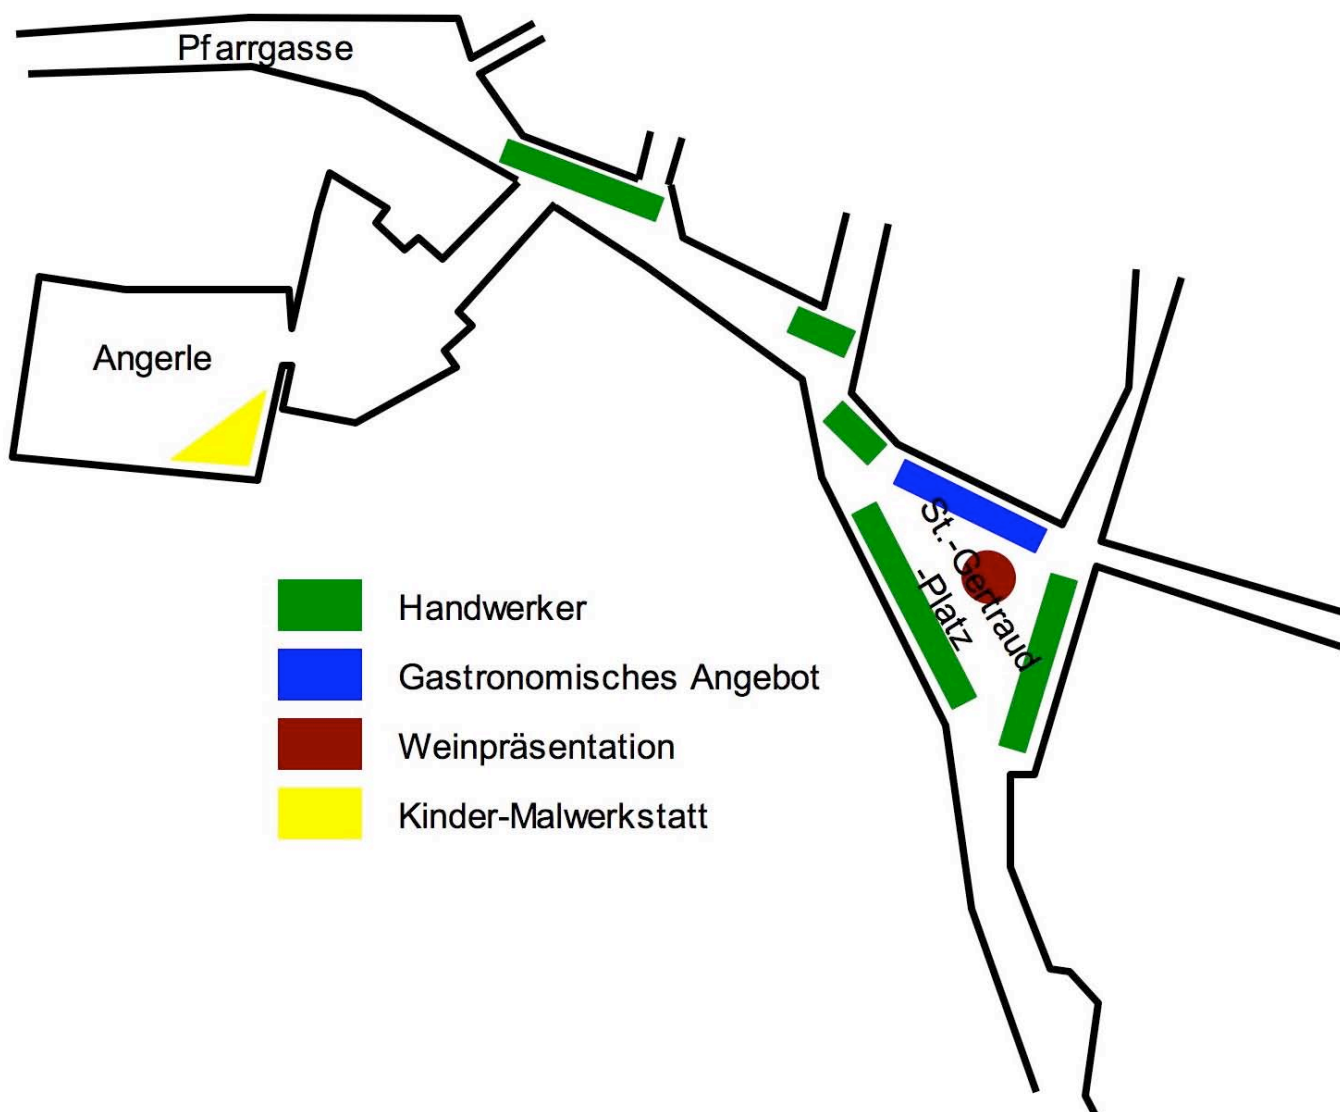 Pfarrgasse
Angerle
St.-Gertraud
-Platz
Handwerker
Gastronomisches Angebot
Weinpräsentation
Kinder-Malwerkstatt